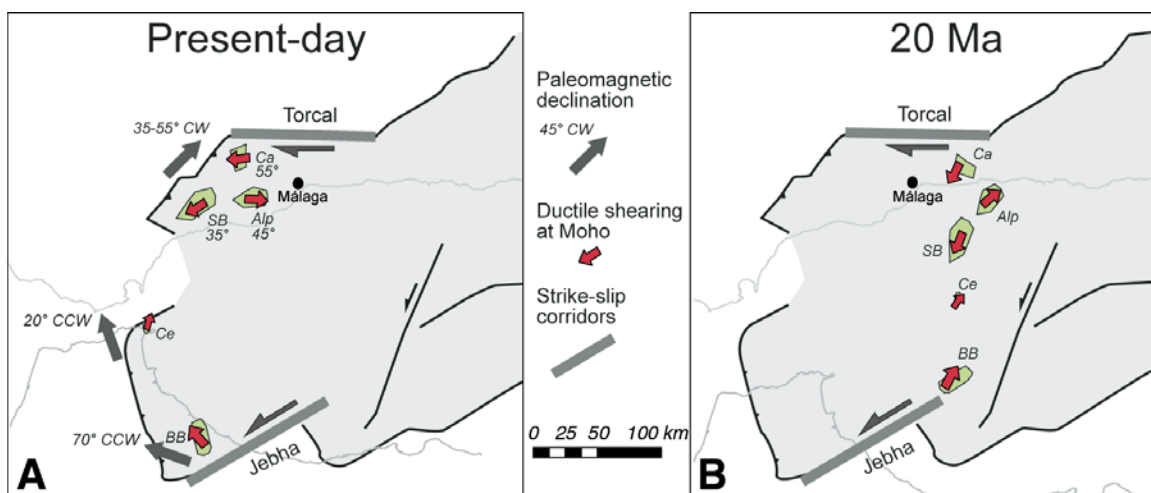 Present-day
Torcal
35-55° CW
Ca
55°
Málaga
SB
35°
Alp
45°
20° CCW
Ce
70° CCW
BB
Jebha
A
Paleomagnetic
declination
45° CW
Ductile shearing
at Moho
Strike-slip
corridors
0 25 50 100 km
20 Ma
Torcal
Ca
Málaga
Alp
SB
Ce
BB
Jebha
B